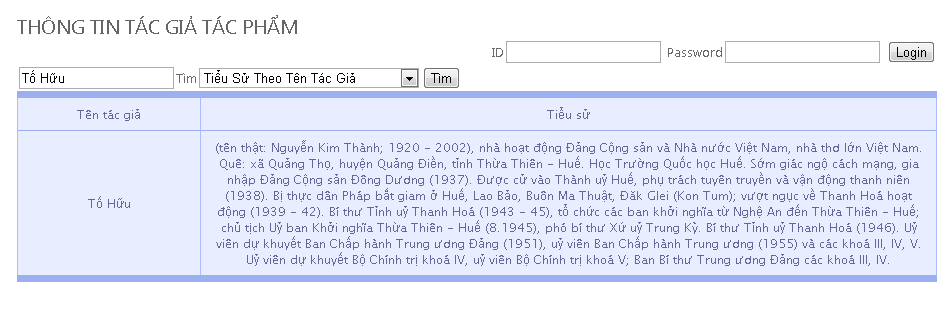 THÔNG TIN TÁC GIẢ TÁC PHẨM
ID Password Login
Tố Hữu Tìm Tiểu Sử Theo Tên Tác Giả Tìm
Tên tác giả Tiểu sử
(tên thật: Nguyễn Kim Thành; 1920 - 2002), nhà hoạt động Đảng Cộng sản và Nhà nước Việt Nam, nhà thơ lớn Việt Nam.
Quê: xã Quảng Thọ, huyện Quảng Điền, tỉnh Thừa Thiên - Huế. Học Trường Quốc học Huế. Sớm giác ngộ cách mạng, gia
nhập Đảng Cộng sản Đông Dương (1937). Được cử vào Thành uỷ Huế, phụ trách tuyên truyền và vận động thanh niên
(1938). Bị thực dân Pháp bắt giam ở Huế, Lao Bảo, Buôn Ma Thuật, Đăk Glei (Kon Tum); vượt ngục về Thanh Hoá hoạt
Tố Hữu
động (1939 - 42). Bí thư Tỉnh uỷ Thanh Hoá (1943 - 45), tổ chức các ban khởi nghĩa từ Nghệ An đến Thừa Thiên - Huế;
chủ tịch Uỷ ban Khởi nghĩa Thừa Thiên - Huế (8.1945), phó bí thư Xứ uỷ Trung Kỳ. Bí thư Tỉnh uỷ Thanh Hoá (1946). Uỷ
viên dự khuyết Ban Chấp hành Trung ương Đảng (1951), uỷ viên Ban Chấp hành Trung ương (1955) và các khoá III, IV, V.
Uỷ viên dự khuyết Bộ Chính trị khoá IV, uỷ viên Bộ Chính trị khoá V; Ban Bí thư Trung ương Đảng các khoá III, IV.